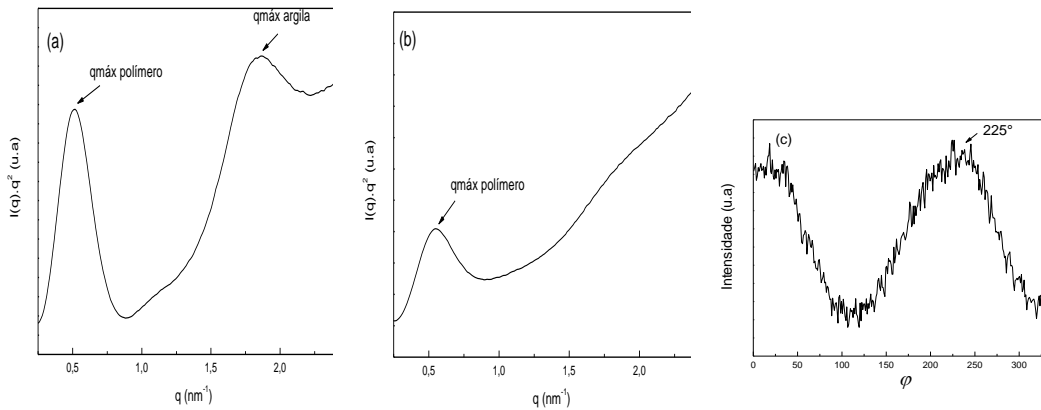 (a)
qmáx argila
qmáx polímero
I(q).q² (u.a)
0,5 1,0 1,5 2,0
q (nm⁻¹)
(b)
qmáx polímero
I(q).q² (u.a)
0,5 1,0 1,5 2,0
q (nm⁻¹)
(c)
225°
Intensidade (u.a)
0 50 100 150 200 250 300
φ